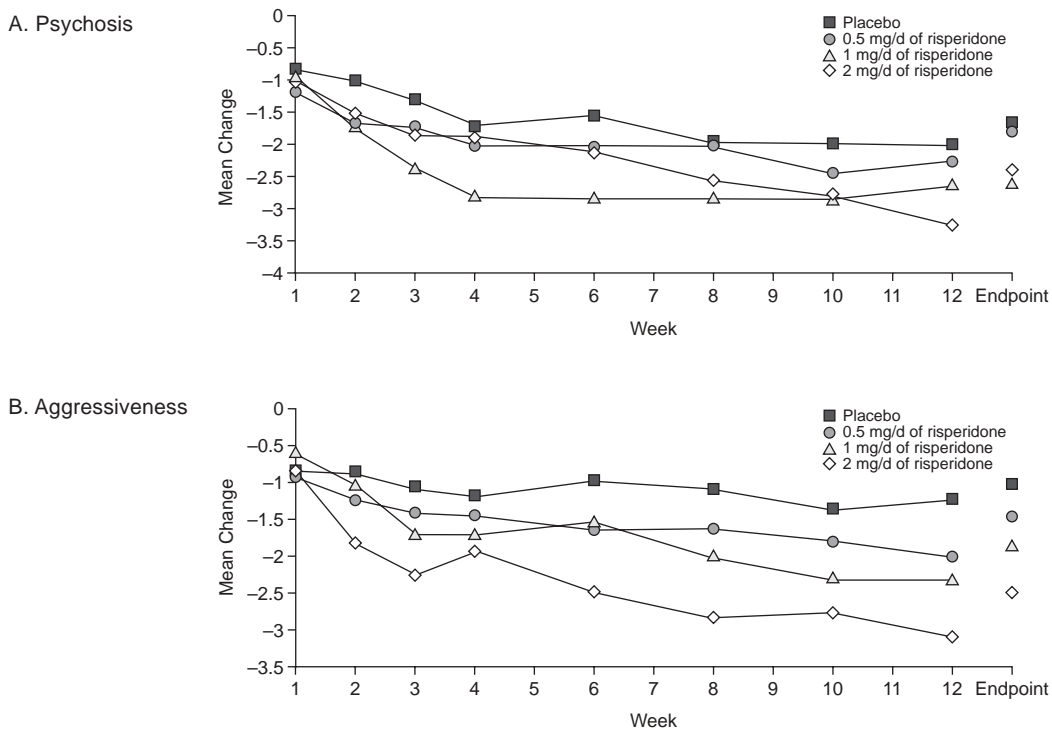 A. Psychosis
0
–0.5
–1
–1.5
–2
–2.5
–3
–3.5
–4
Mean Change
Placebo
0.5 mg/d of risperidone
1 mg/d of risperidone
2 mg/d of risperidone
1 2 3 4 5 6 7 8 9 10 11 12 Endpoint
Week
B. Aggressiveness
0
–0.5
–1
–1.5
–2
–2.5
–3
–3.5
Mean Change
Placebo
0.5 mg/d of risperidone
1 mg/d of risperidone
2 mg/d of risperidone
1 2 3 4 5 6 7 8 9 10 11 12 Endpoint
Week